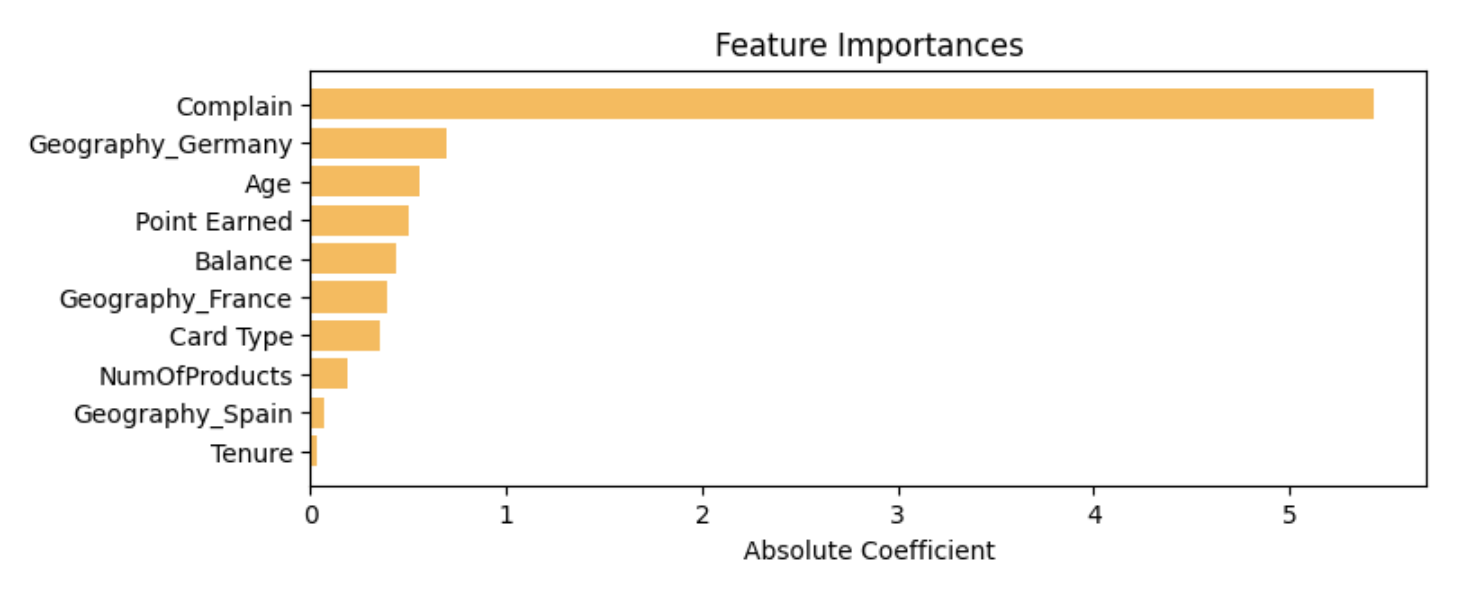 Feature Importances
Complain
Geography_Germany
Age
Point Earned
Balance
Geography_France
Card Type
NumOfProducts
Geography_Spain
Tenure
0 1 2 3 4 5
Absolute Coefficient